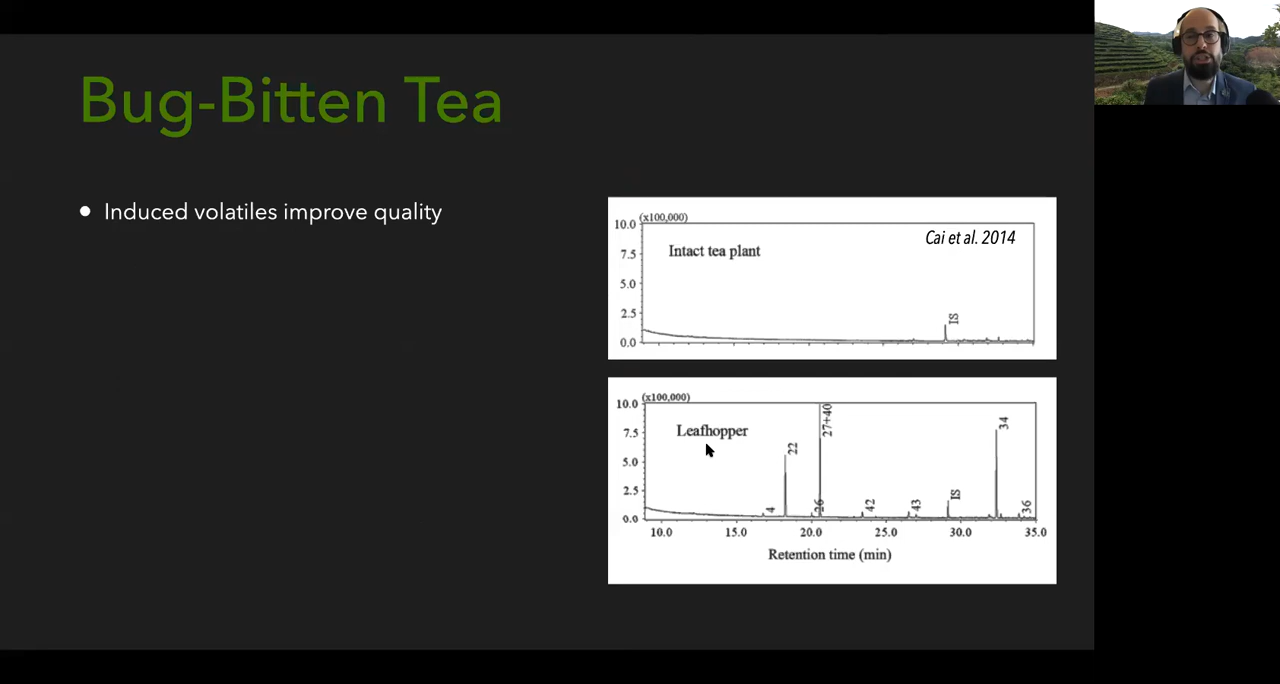 Bug-Bitten Tea
● Induced volatiles improve quality
(x100,000)
10.0
7.5
5.0
2.5
0.0
Intact tea plant
Cai et al. 2014
IS
(x100,000)
10.0
7.5
5.0
2.5
0.0
Leafhopper
4
22
26
27+40
42
43
IS
34
36
10.0 15.0 20.0 25.0 30.0 35.0
Retention time (min)